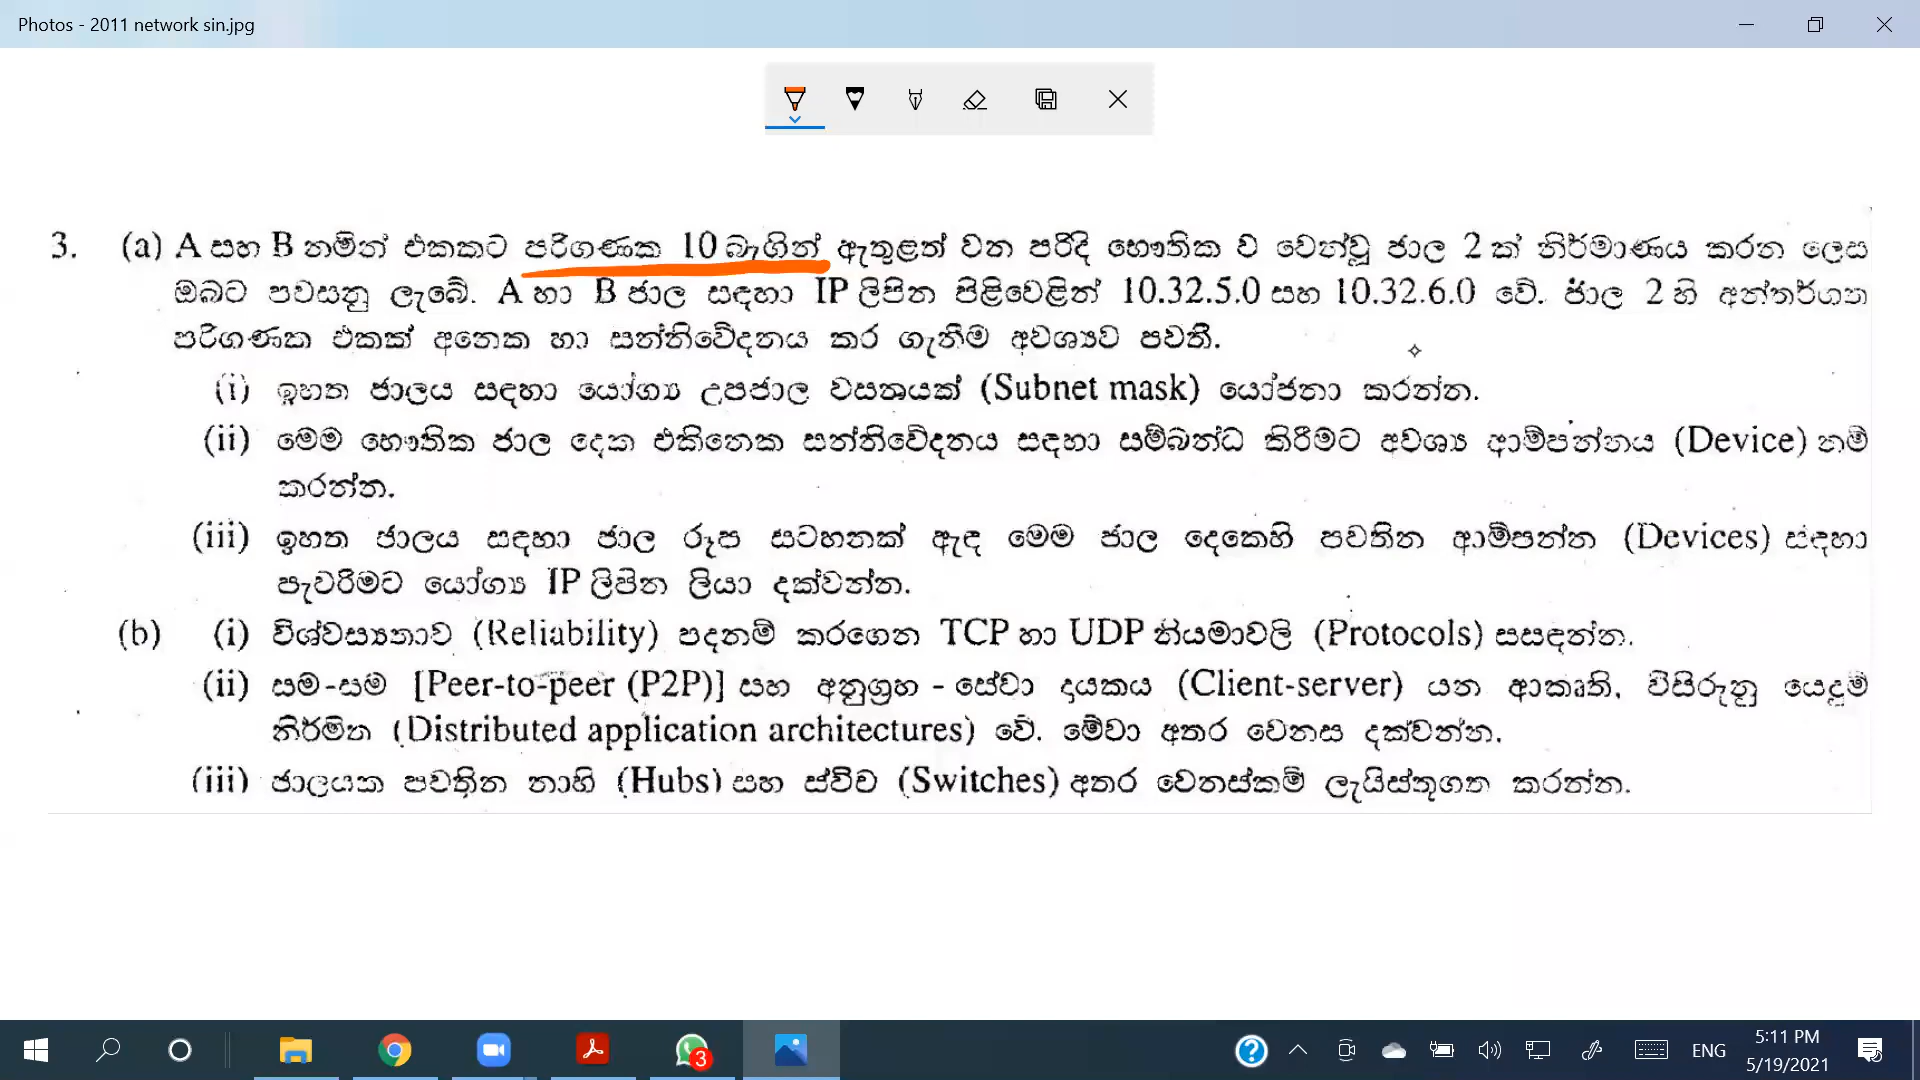 Photos - 2011 network sin.jpg
3. (a) A සහ B නමින් එකකට පරිගණක 10 බැගින් ඇතුළත් වන පරිදි භෞතික ව වෙන්වූ ජාල 2 ක් නිර්මාණය කරන ලෙස
ඔබට පවසනු ලැබේ. A හා B ජාල සඳහා IP ලිපින පිළිවෙළින් 10.32.5.0 සහ 10.32.6.0 වේ. ජාල 2 හි අන්තර්ගත
පරිගණක එකක් අනෙක හා සන්නිවේදනය කර ගැනීම අවශ්‍යව පවතී.
(i) ඉහත ජාලය සඳහා යෝග්‍ය උපජාල වසනයක් (Subnet mask) යෝජනා කරන්න.
(ii) මෙම භෞතික ජාල දෙක එකිනෙක සන්නිවේදනය සඳහා සම්බන්ධ කිරීමට අවශ්‍ය ආම්පන්නය (Device) නම්
කරන්න.
(iii) ඉහත ජාලය සඳහා ජාල රූප සටහනක් ඇඳ මෙම ජාල දෙකෙහි පවතින ආම්පන්න (Devices) සඳහා
පැවරීමට යෝග්‍ය IP ලිපින ලියා දක්වන්න.
(b) (i) විශ්වස්‍යතාව (Reliability) පදනම් කරගෙන TCP හා UDP නියමාවලි (Protocols) සසඳන්න.
(ii) සම-සම [Peer-to-peer (P2P)] සහ අනුග්‍රහ - සේවා දායකය (Client-server) යන ආකෘති, විසිරුනු යෙදුම්
නිර්මිත (Distributed application architectures) වේ. මේවා අතර වෙනස දක්වන්න.
(iii) ජාලයක පවතින නාභි (Hubs) සහ ස්විච (Switches) අතර වෙනස්කම් ලැයිස්තුගත කරන්න.
3
ENG
5:11 PM
5/19/2021